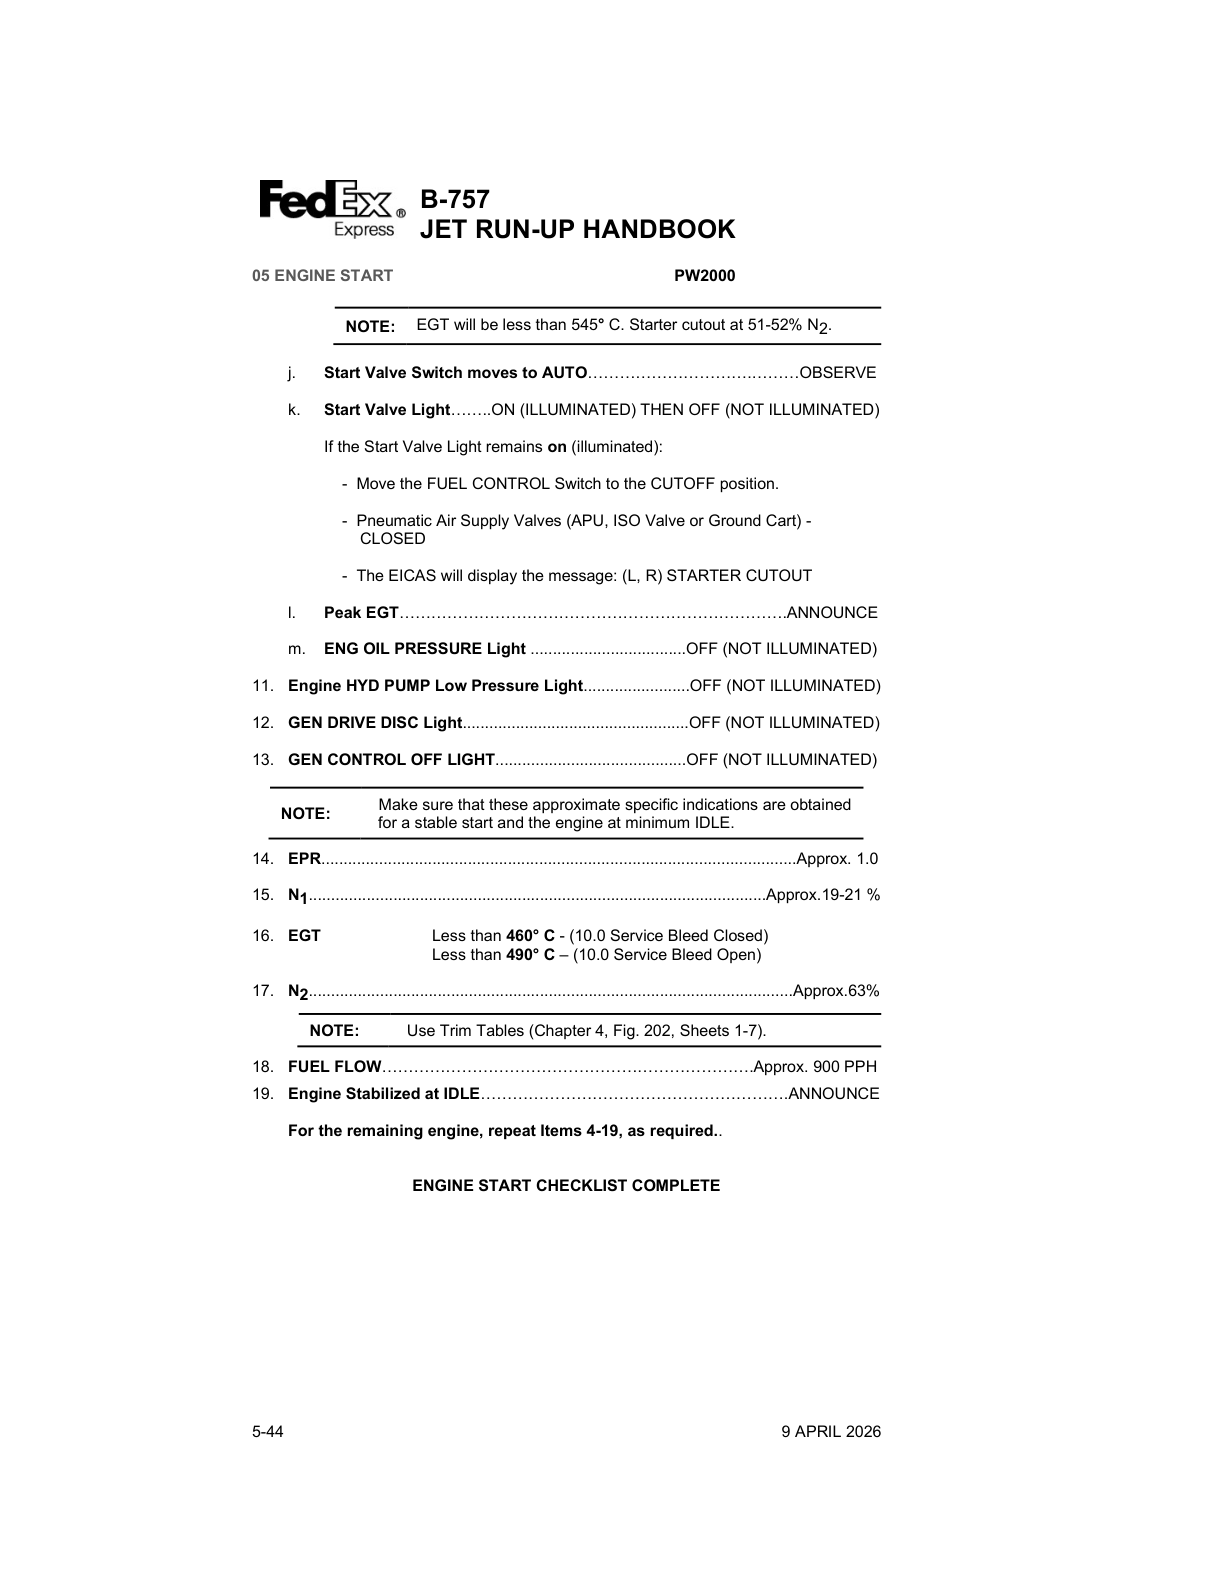 FedEx® B-757
Express JET RUN-UP HANDBOOK
05 ENGINE START PW2000
NOTE: EGT will be less than 545° C. Starter cutout at 51-52% N2.
j. Start Valve Switch moves to AUTO…………………………….………OBSERVE
k. Start Valve Light……..ON (ILLUMINATED) THEN OFF (NOT ILLUMINATED)
If the Start Valve Light remains on (illuminated):
- Move the FUEL CONTROL Switch to the CUTOFF position.
- Pneumatic Air Supply Valves (APU, ISO Valve or Ground Cart) -
CLOSED
- The EICAS will display the message: (L, R) STARTER CUTOUT
l. Peak EGT……………………………………………………………….ANNOUNCE
m. ENG OIL PRESSURE Light ...................................OFF (NOT ILLUMINATED)
11. Engine HYD PUMP Low Pressure Light........................OFF (NOT ILLUMINATED)
12. GEN DRIVE DISC Light...................................................OFF (NOT ILLUMINATED)
13. GEN CONTROL OFF LIGHT...........................................OFF (NOT ILLUMINATED)
NOTE: Make sure that these approximate specific indications are obtained
for a stable start and the engine at minimum IDLE.
14. EPR...........................................................................................................Approx. 1.0
15. N1.......................................................................................................Approx.19-21 %
16. EGT Less than 460° C - (10.0 Service Bleed Closed)
Less than 490° C – (10.0 Service Bleed Open)
17. N2.............................................................................................................Approx.63%
NOTE: Use Trim Tables (Chapter 4, Fig. 202, Sheets 1-7).
18. FUEL FLOW…………………………………………………………….Approx. 900 PPH
19. Engine Stabilized at IDLE………………………………………………….ANNOUNCE
For the remaining engine, repeat Items 4-19, as required..
ENGINE START CHECKLIST COMPLETE
5-44 9 APRIL 2026